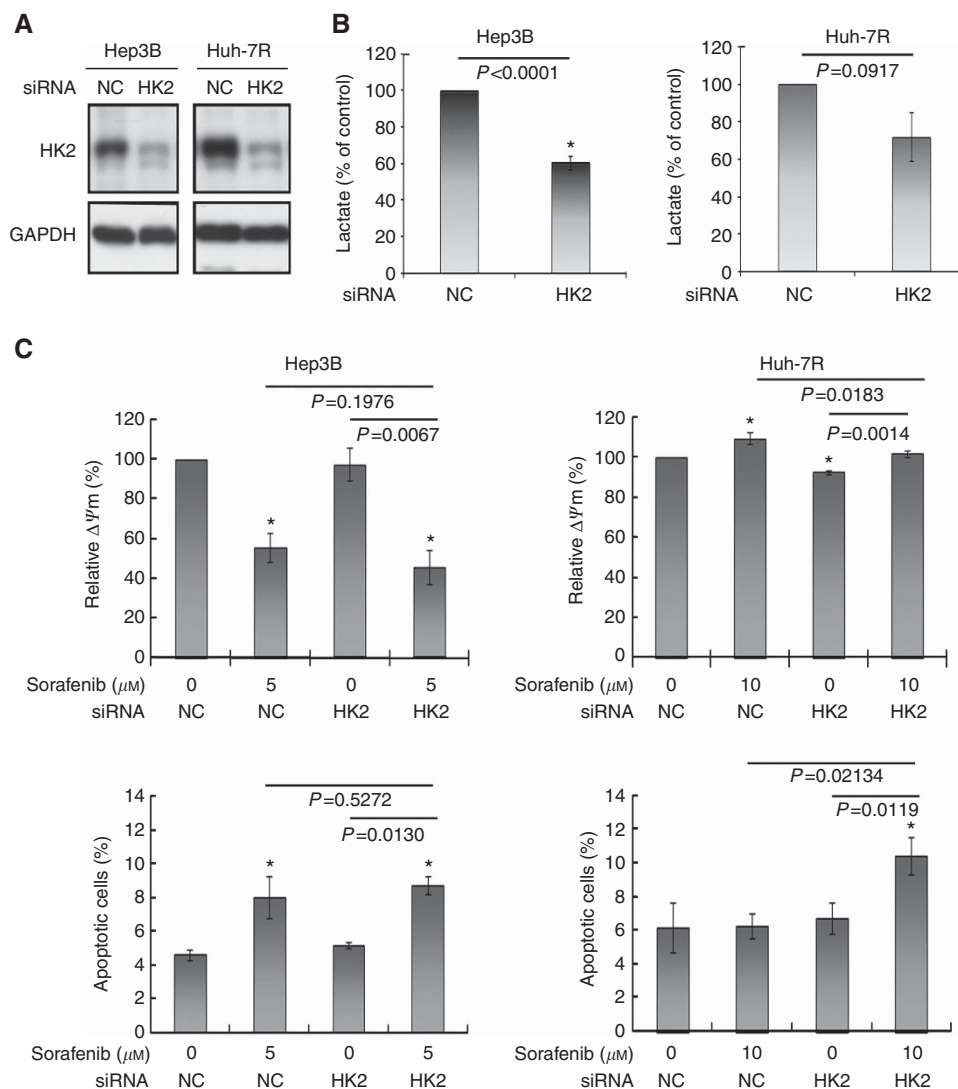 A
Hep3B Huh-7R
siRNA NC HK2 NC HK2
HK2
GAPDH
B
Hep3B
P<0.0001
Lactate (% of control)
120
100
80
60
40
20
0
*
siRNA NC HK2
Huh-7R
P=0.0917
Lactate (% of control)
120
100
80
60
40
20
0
siRNA NC HK2
C
Hep3B
P=0.1976
P=0.0067
Relative ΔΨm (%)
120
100
80
60
40
20
0
* *
Sorafenib (μM) 0 5 0 5
siRNA NC NC HK2 HK2
Huh-7R
P=0.0183
P=0.0014
Relative ΔΨm (%)
120
100
80
60
40
20
0
* *
Sorafenib (μM) 0 10 0 10
siRNA NC NC HK2 HK2
P=0.5272
P=0.0130
Apoptotic cells (%)
14
12
10
8
6
4
2
0
* *
Sorafenib (μM) 0 5 0 5
siRNA NC NC HK2 HK2
P=0.02134
P=0.0119
Apoptotic cells (%)
14
12
10
8
6
4
2
0
*
Sorafenib (μM) 0 10 0 10
siRNA NC NC HK2 HK2